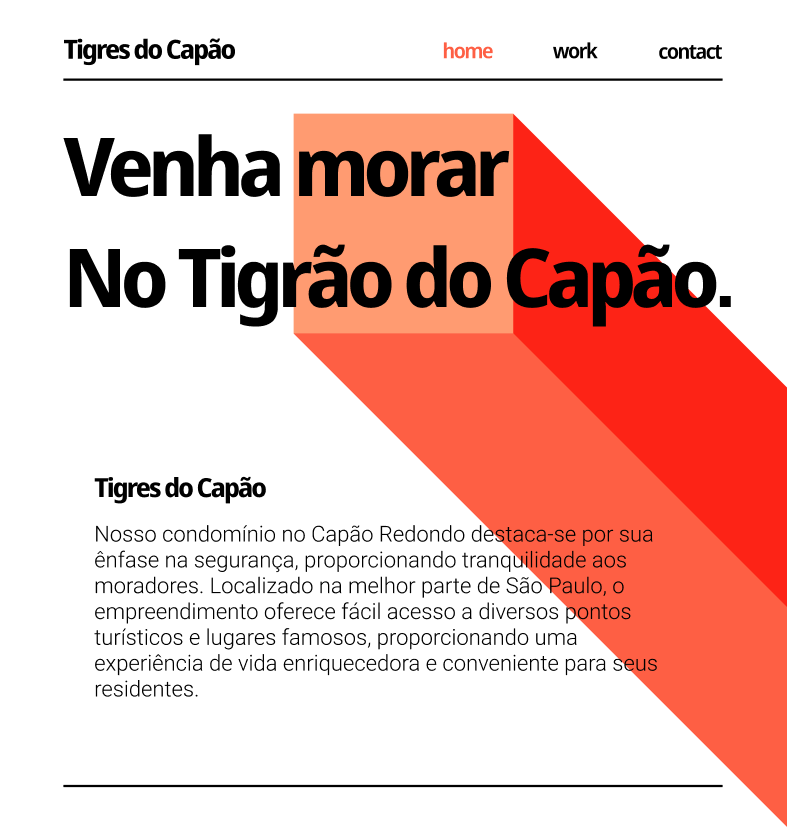 Tigres do Capão
home work contact
Venha morar
No Tigrão do Capão.
Tigres do Capão
Nosso condomínio no Capão Redondo destaca-se por sua
ênfase na segurança, proporcionando tranquilidade aos
moradores. Localizado na melhor parte de São Paulo, o
empreendimento oferece fácil acesso a diversos pontos
turísticos e lugares famosos, proporcionando uma
experiência de vida enriquecedora e conveniente para seus
residentes.